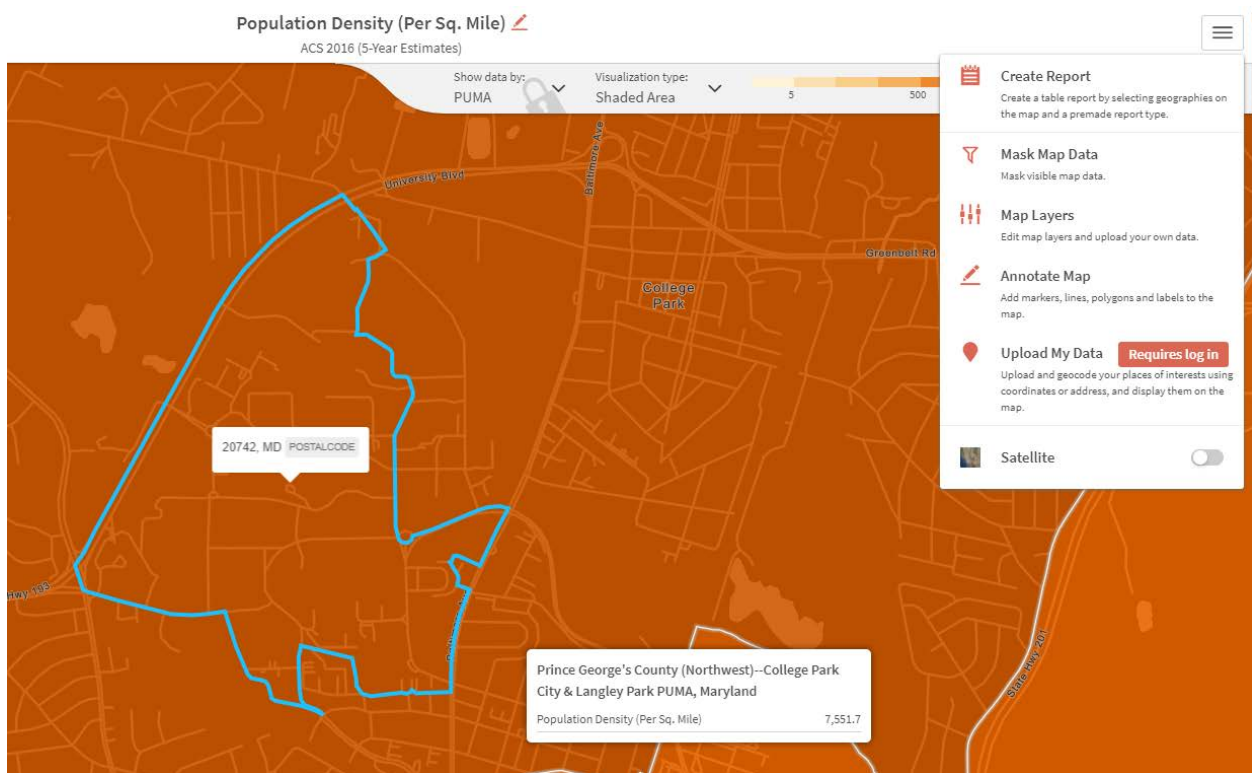 Population Density (Per Sq. Mile)
ACS 2016 (5-Year Estimates)
Show data by:
PUMA
Visualization type:
Shaded Area
5
500
Create Report
Create a table report by selecting geographies on
the map and a premade report type.
Mask Map Data
Mask visible map data.
Map Layers
Edit map layers and upload your own data.
Annotate Map
Add markers, lines, polygons and labels to the
map.
Upload My Data
Requires log in
Upload and geocode your places of interests using
coordinates or address, and display them on the
map.
Satellite
University Blvd
Baltimore Ave
Greenbelt Rd
College
Park
20742, MD POSTALCODE
Hwy 193
State Hwy 201
Prince George's County (Northwest)--College Park
City & Langley Park PUMA, Maryland
Population Density (Per Sq. Mile) 7,551.7